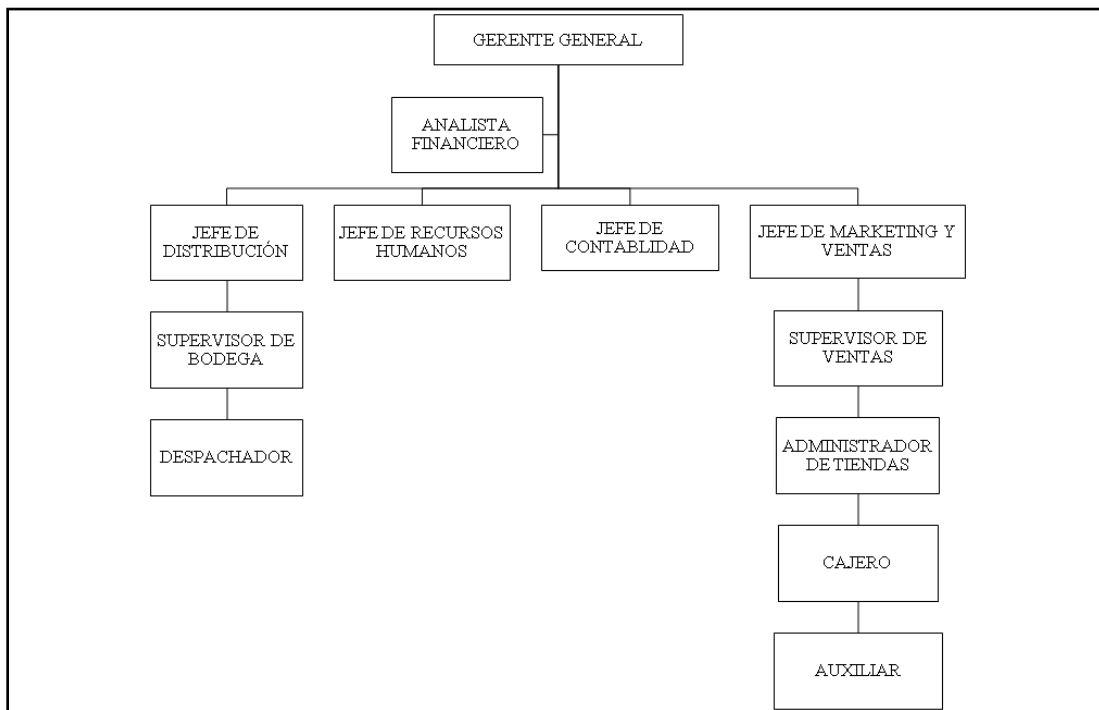 GERENTE GENERAL
ANALISTA
FINANCIERO
JEFE DE
DISTRIBUCIÓN
JEFE DE RECURSOS
HUMANOS
JEFE DE
CONTABLIDAD
JEFE DE MARKETING Y
VENTAS
SUPERVISOR DE
BODEGA
SUPERVISOR DE
VENTAS
DESPACHADOR
ADMINISTRADOR
DE TIENDAS
CAJERO
AUXILIAR